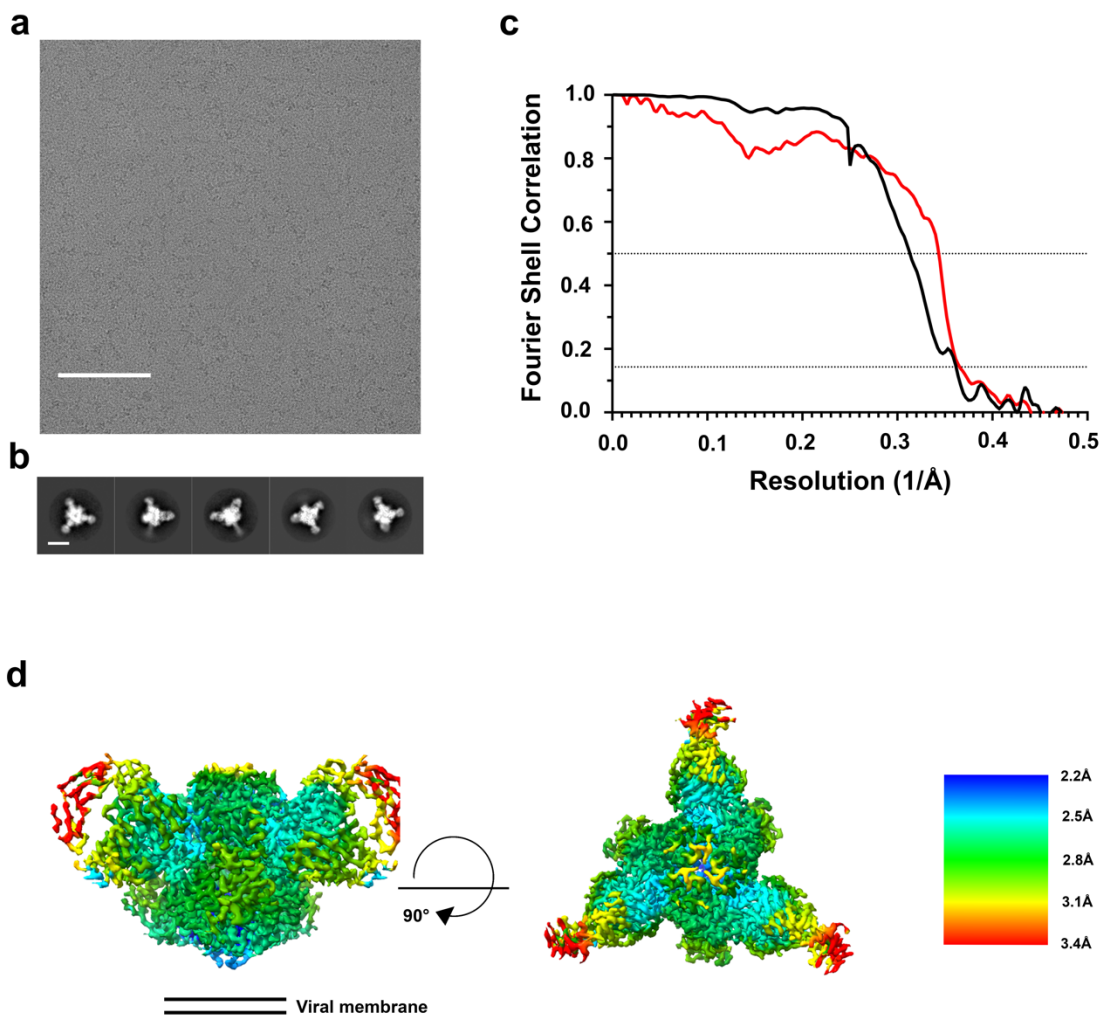 a
b
c
1.0
0.8
0.6
0.4
0.2
0.0
Fourier Shell Correlation
0.0 0.1 0.2 0.3 0.4 0.5
Resolution (1/Å)
d
90°
Viral membrane
2.2Å
2.5Å
2.8Å
3.1Å
3.4Å